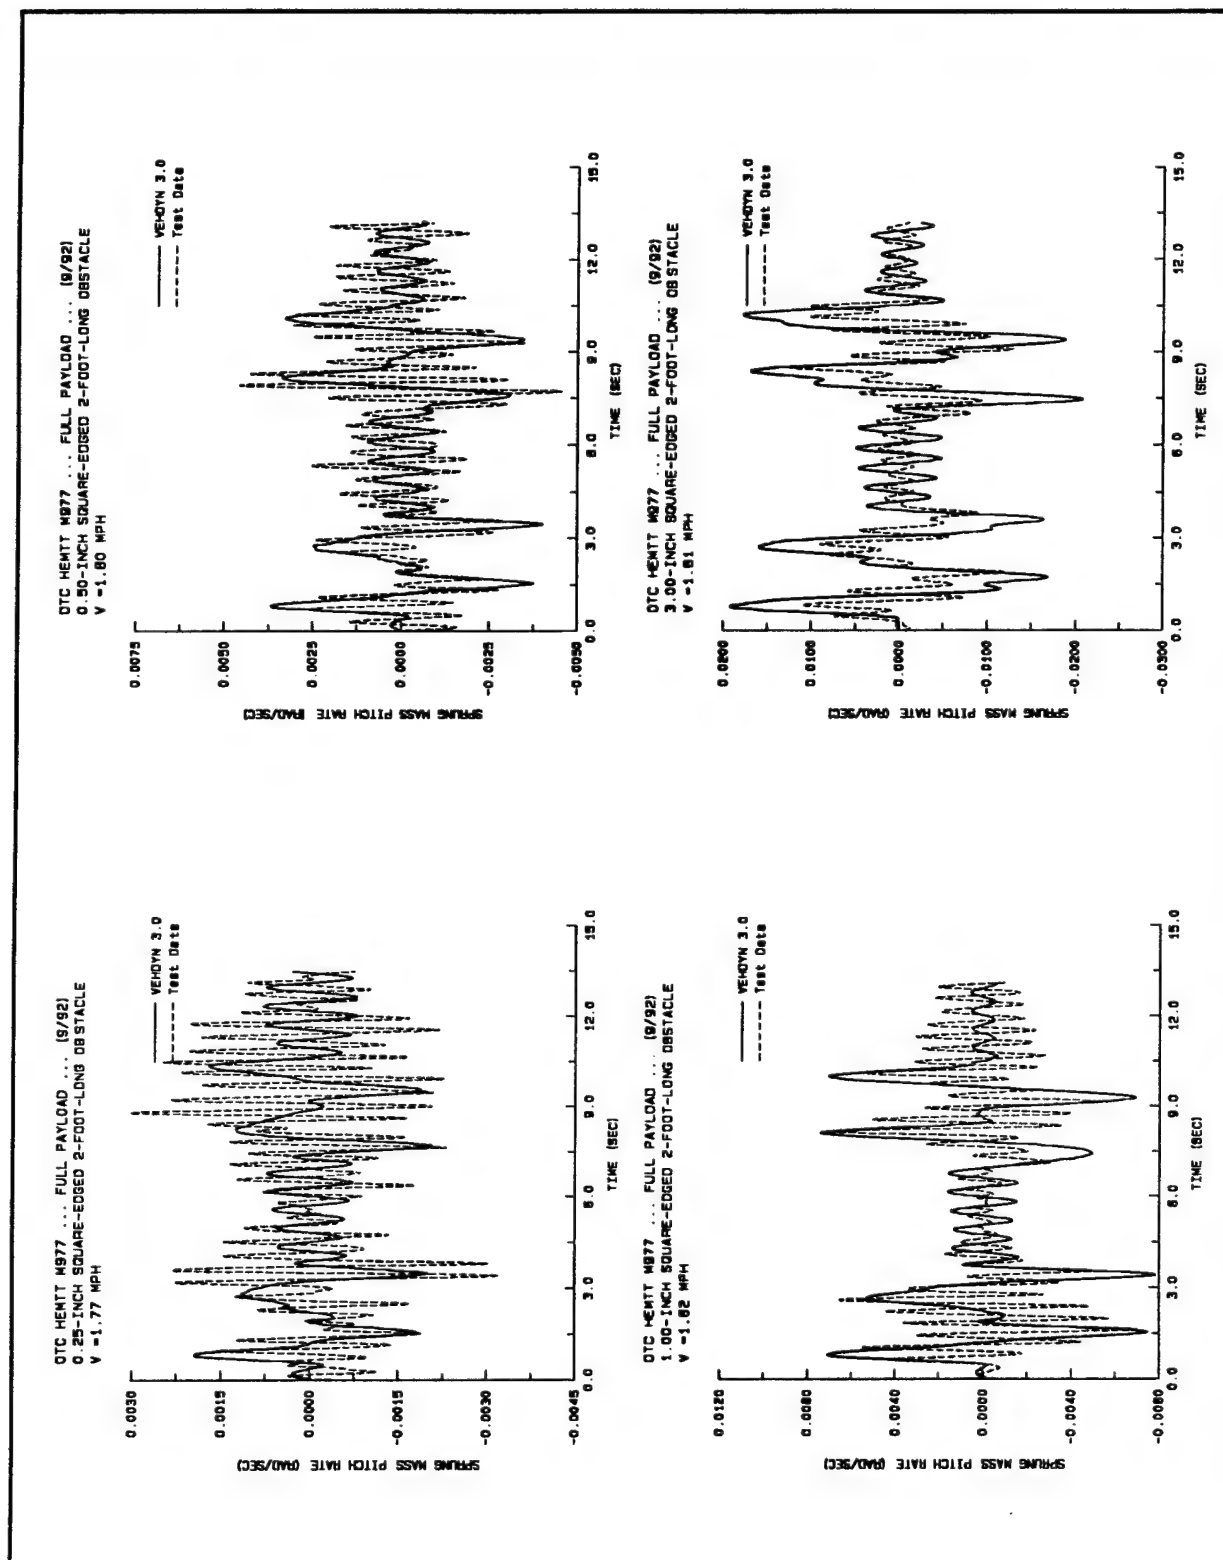 DTC HEMTT M977 ... FULL PAYLOAD ... (9/92)
0.25-INCH SQUARE-EDGED 2-FOOT-LONG OBSTACLE
V =1.77 MPH
VEHDYN 3.0
Test Data
SPRUNG MASS PITCH RATE (RAD/SEC)
0.0030
0.0015
0.0000
-0.0015
-0.0030
-0.0045
0.0
3.0
6.0
9.0
12.0
15.0
TIME (SEC)
DTC HEMTT M977 ... FULL PAYLOAD ... (9/92)
0.50-INCH SQUARE-EDGED 2-FOOT-LONG OBSTACLE
V =1.80 MPH
VEHDYN 3.0
Test Data
SPRUNG MASS PITCH RATE (RAD/SEC)
0.0075
0.0050
0.0025
0.0000
-0.0025
-0.0050
0.0
3.0
6.0
9.0
12.0
15.0
TIME (SEC)
DTC HEMTT M977 ... FULL PAYLOAD ... (9/92)
1.00-INCH SQUARE-EDGED 2-FOOT-LONG OBSTACLE
V =1.82 MPH
VEHDYN 3.0
Test Data
SPRUNG MASS PITCH RATE (RAD/SEC)
0.0120
0.0080
0.0040
0.0000
-0.0040
-0.0080
0.0
3.0
6.0
9.0
12.0
15.0
TIME (SEC)
DTC HEMTT M977 ... FULL PAYLOAD ... (9/92)
3.00-INCH SQUARE-EDGED 2-FOOT-LONG OBSTACLE
V =1.81 MPH
VEHDYN 3.0
Test Data
SPRUNG MASS PITCH RATE (RAD/SEC)
0.0200
0.0100
0.0000
-0.0100
-0.0200
-0.0300
0.0
3.0
6.0
9.0
12.0
15.0
TIME (SEC)